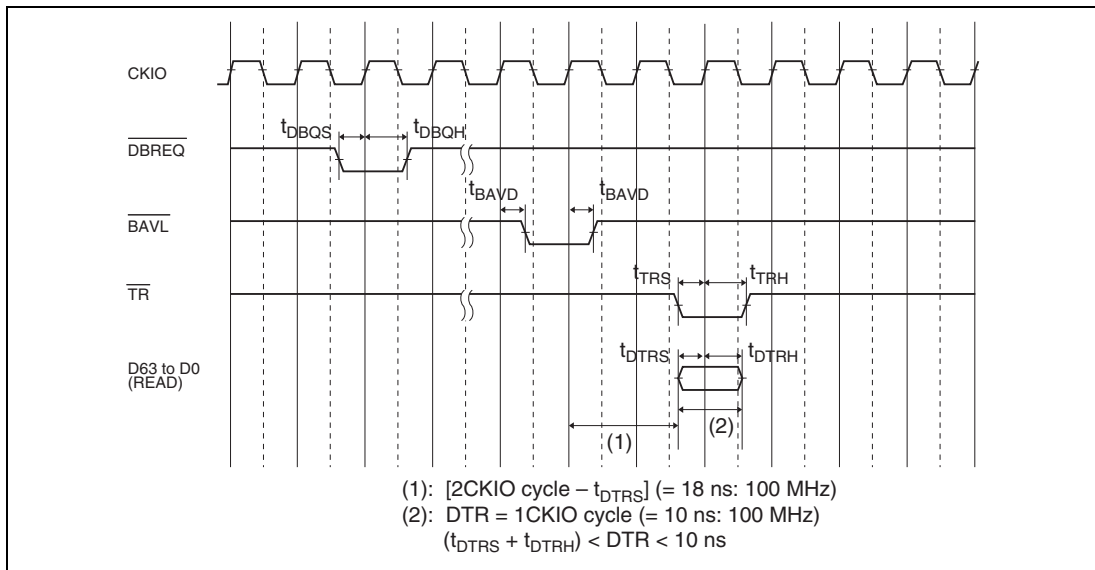 CKIO
tDBQS tDBQH
DBREQ
tBAVD tBAVD
BAVL
tTRS tTRH
TR
tDTRS tDTRH
D63 to D0
(READ)
(1) (2)
(1): [2CKIO cycle – tDTRS] (= 18 ns: 100 MHz)
(2): DTR = 1CKIO cycle (= 10 ns: 100 MHz)
(tDTRS + tDTRH) < DTR < 10 ns